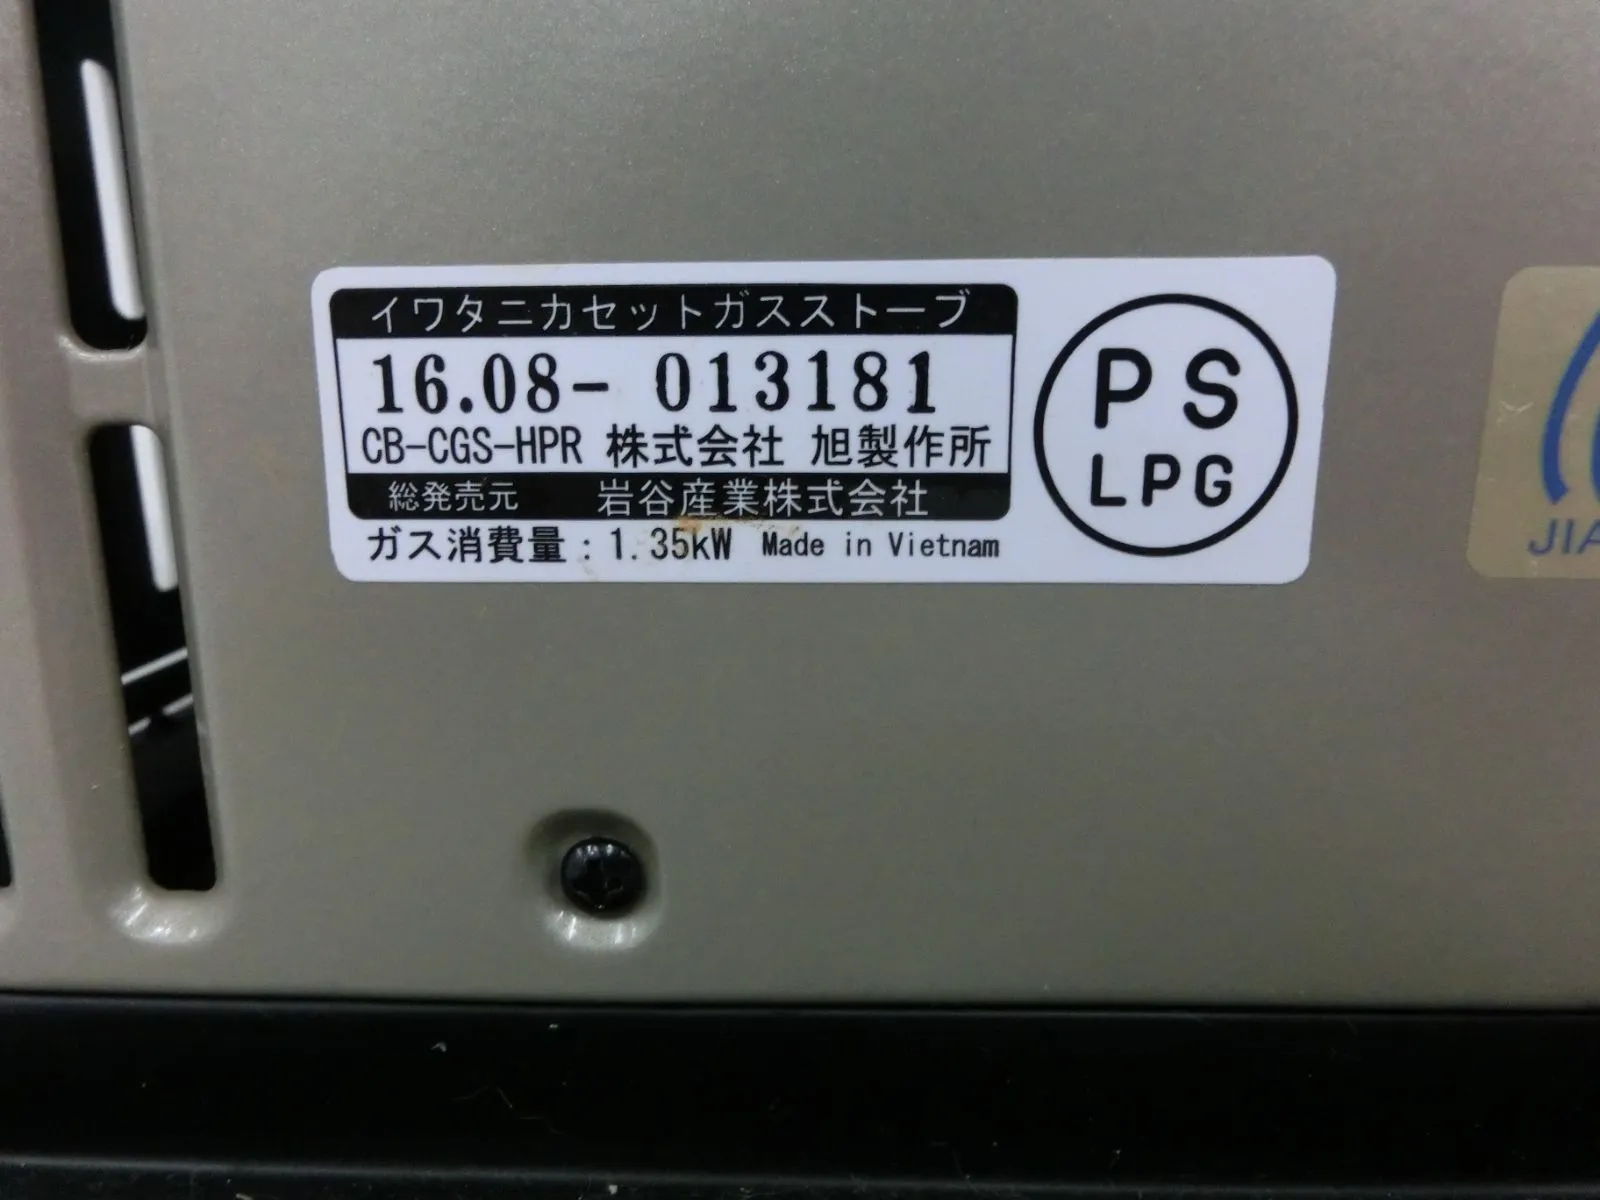 イワタニカセットガスストーブ
16.08- 013181
CB-CGS-HPR 株式会社 旭製作所
総発売元 岩谷産業株式会社
ガス消費量：1.35kW Made in Vietnam
PS
LPG
JIA